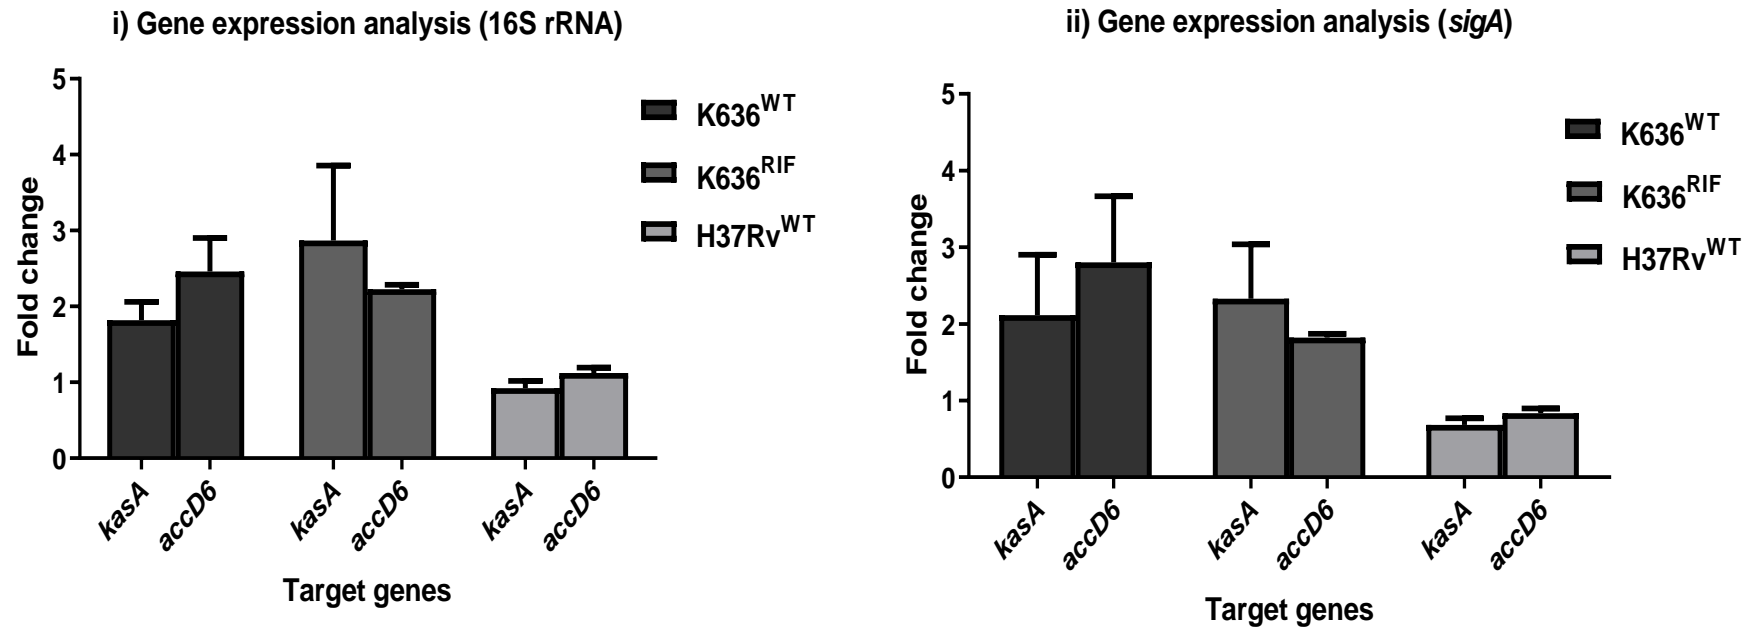 i) Gene expression analysis (16S rRNA)
Fold change
5
4
3
2
1
0
K636WT
K636RIF
H37RvWT
kasA
accD6
kasA
accD6
kasA
accD6
Target genes
ii) Gene expression analysis (sigA)
Fold change
5
4
3
2
1
0
K636WT
K636RIF
H37RvWT
kasA
accD6
kasA
accD6
kasA
accD6
Target genes